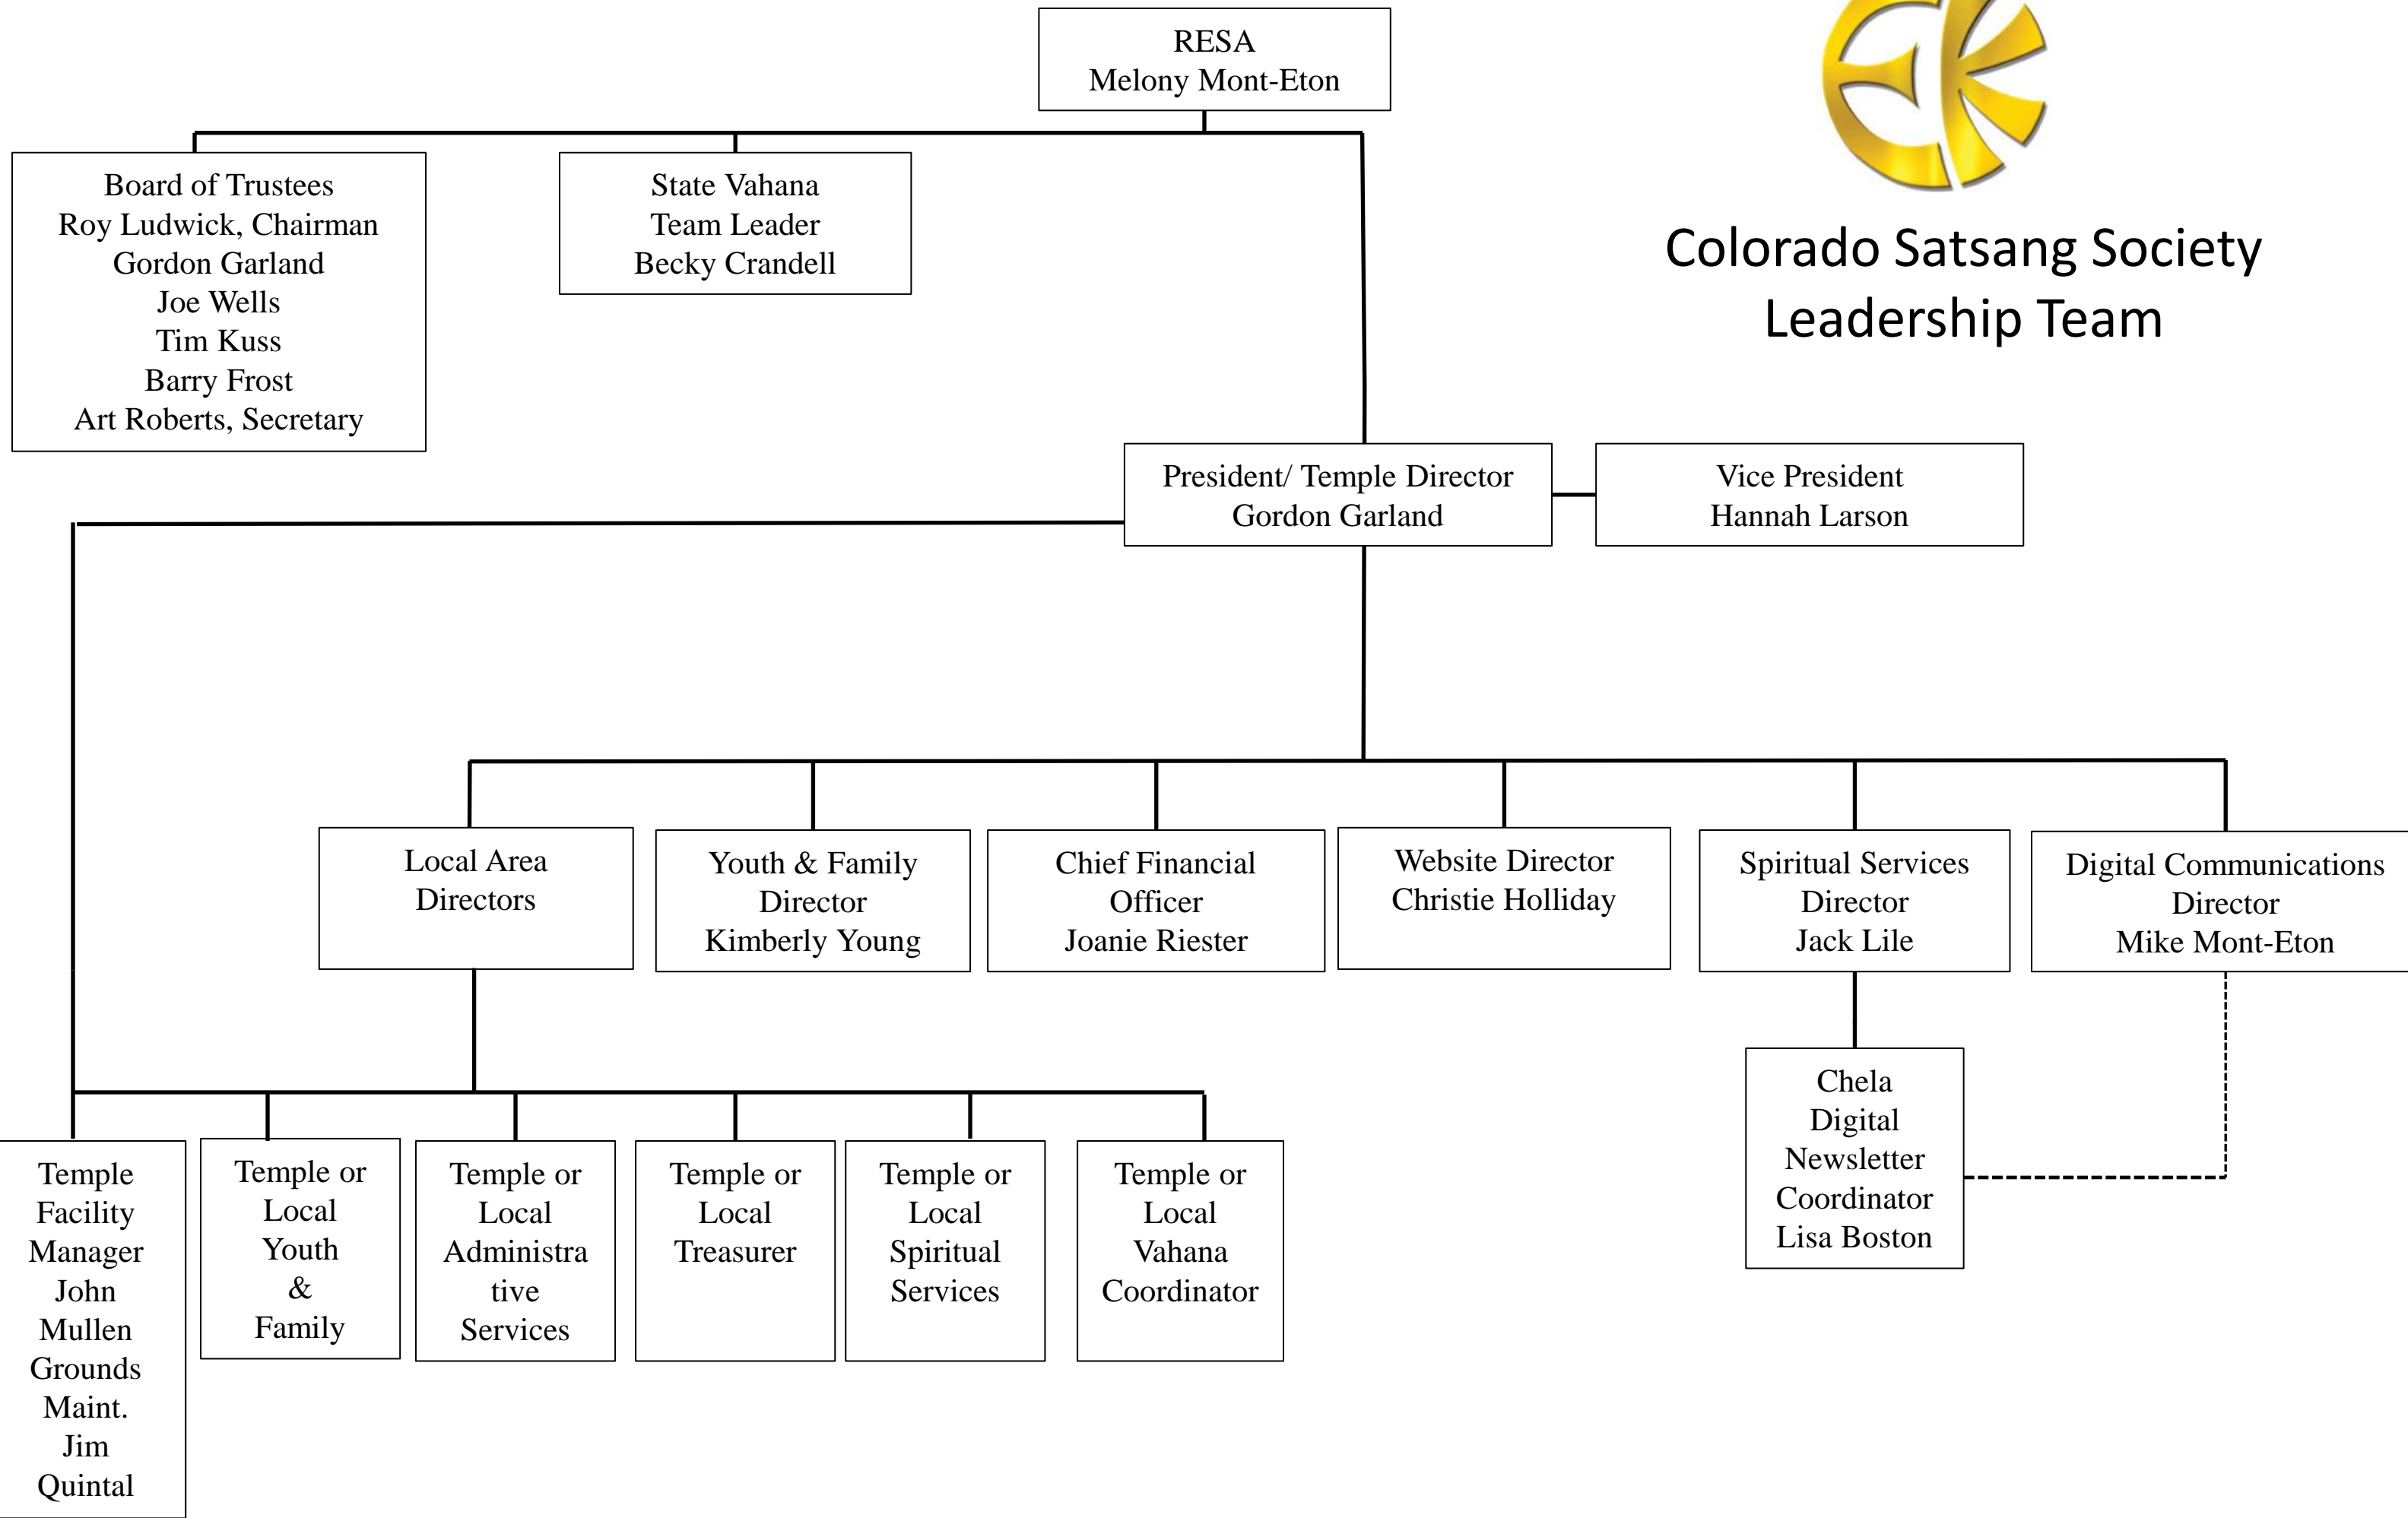 RESA
Melony Mont-Eton
Board of Trustees
Roy Ludwick, Chairman
Gordon Garland
Joe Wells
Tim Kuss
Barry Frost
Art Roberts, Secretary
State Vahana
Team Leader
Becky Crandell
EK
Colorado Satsang Society
Leadership Team
President/ Temple Director
Gordon Garland
Vice President
Hannah Larson
Local Area
Directors
Youth & Family
Director
Kimberly Young
Chief Financial
Officer
Joanie Riester
Website Director
Christie Holliday
Spiritual Services
Director
Jack Lile
Digital Communications
Director
Mike Mont-Eton
Chela
Digital
Newsletter
Coordinator
Lisa Boston
Temple
Facility
Manager
John
Mullen
Grounds
Maint.
Jim
Quintal
Temple or
Local
Youth
&
Family
Temple or
Local
Administra
tive
Services
Temple or
Local
Treasurer
Temple or
Local
Spiritual
Services
Temple or
Local
Vahana
Coordinator